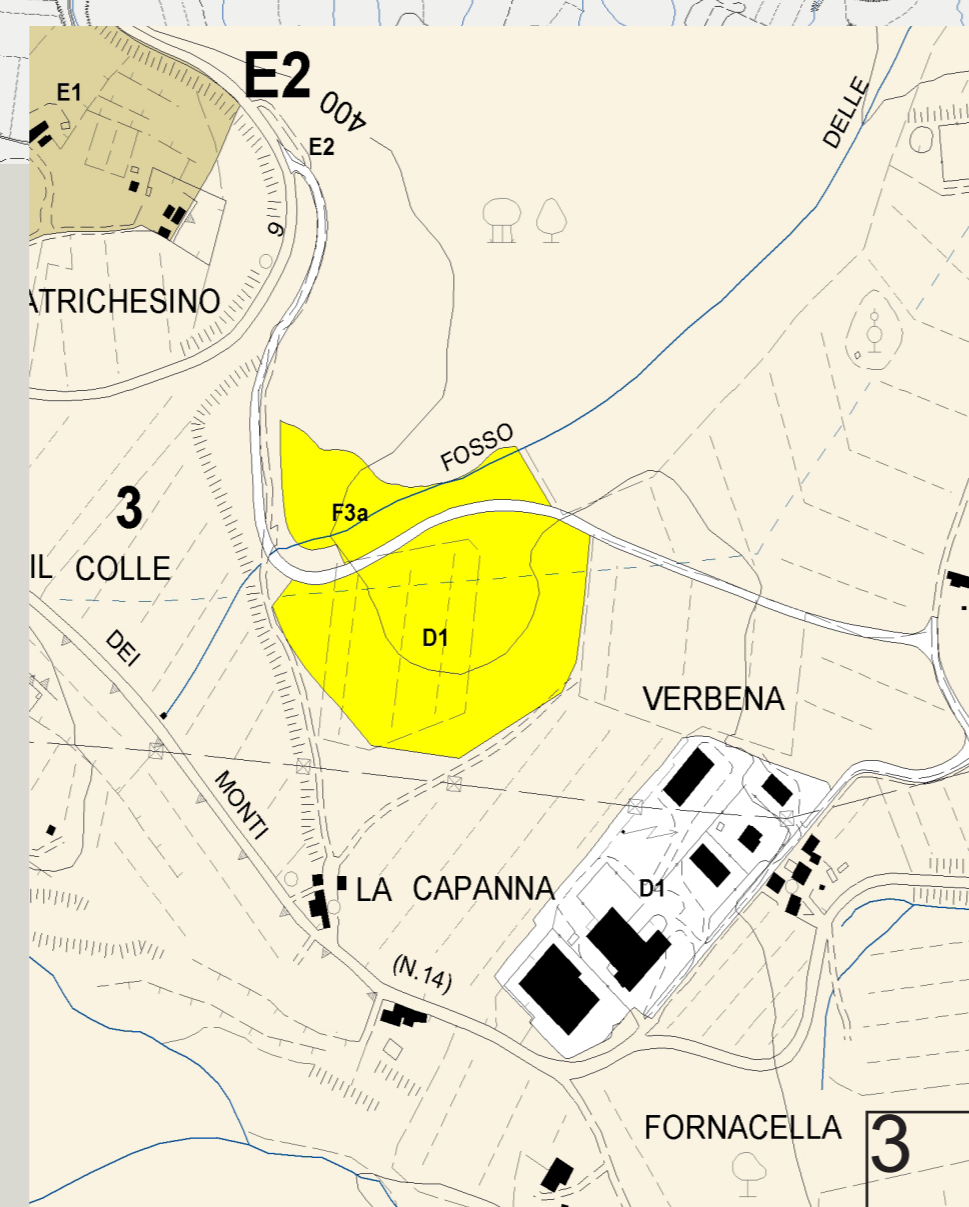 E2
E1
400
E2
DELLE
9
ATRICHESINO
FOSSO
3
F3a
IL COLLE
D1
DEI
VERBENA
MONTI
LA CAPANNA
D1
(N.14)
FORNACELLA
3